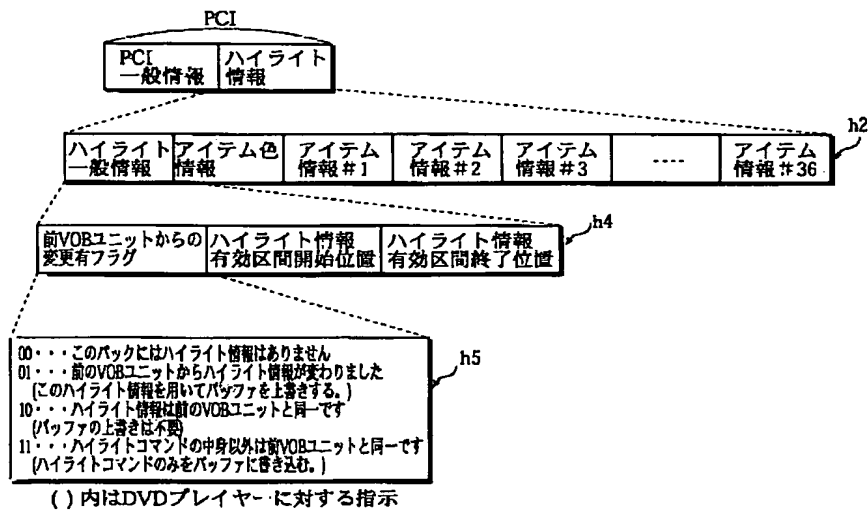 PCI
PCI
一般情報
ハイライト
情報
h2
ハイライト
一般情報
アイテム色
情報
アイテム
情報#1
アイテム
情報#2
アイテム
情報#3
----
アイテム
情報#36
h4
前VOBユニットからの
変更有フラグ
ハイライト情報
有効区間開始位置
ハイライト情報
有効区間終了位置
h5
00・・・このパックにはハイライト情報はありません
01・・・前のVOBユニットからハイライト情報が変わりました
(このハイライト情報を用いてバッファを上書きする。)
10・・・ハイライト情報は前のVOBユニットと同一です
(バッファの上書きは不要)
11・・・ハイライトコマンドの中身以外は前VOBユニットと同一です
(ハイライトコマンドのみをバッファに書き込む。)
( ) 内はDVDプレイヤーに対する指示